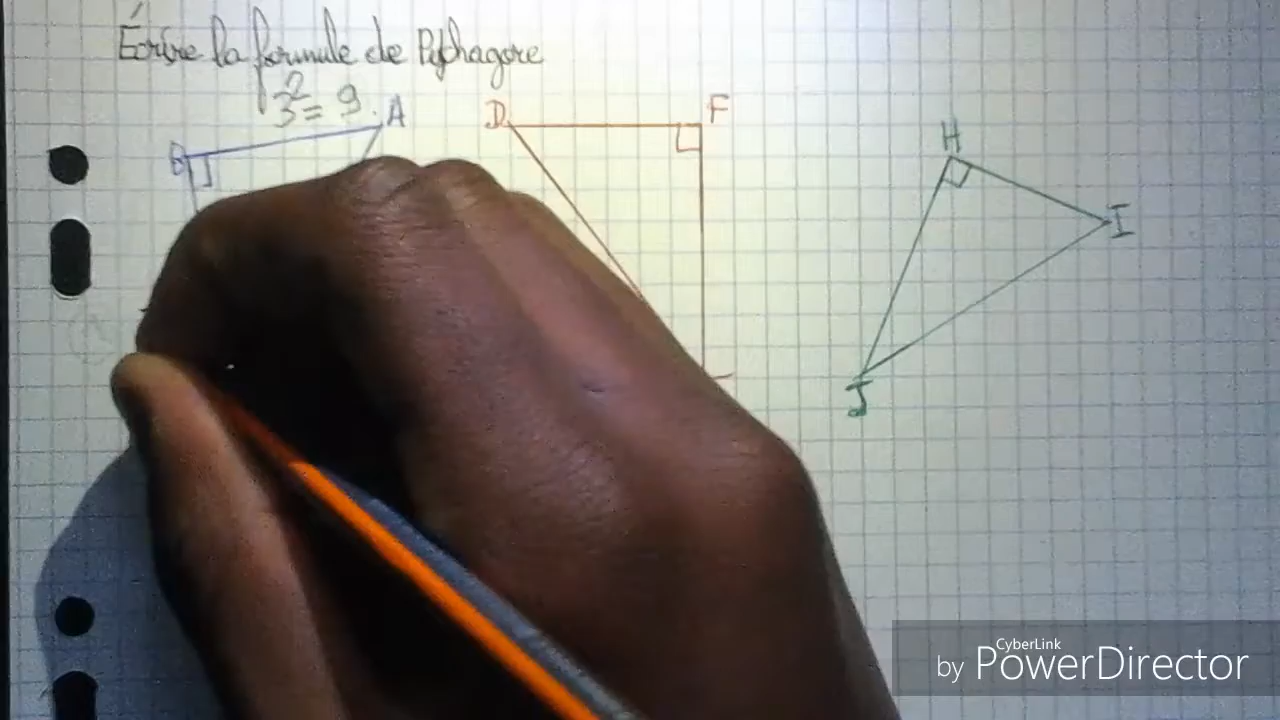 Écrire la formule de Pythagore
3² = 9
A
D
F
B
H
I
J
CyberLink
by PowerDirector